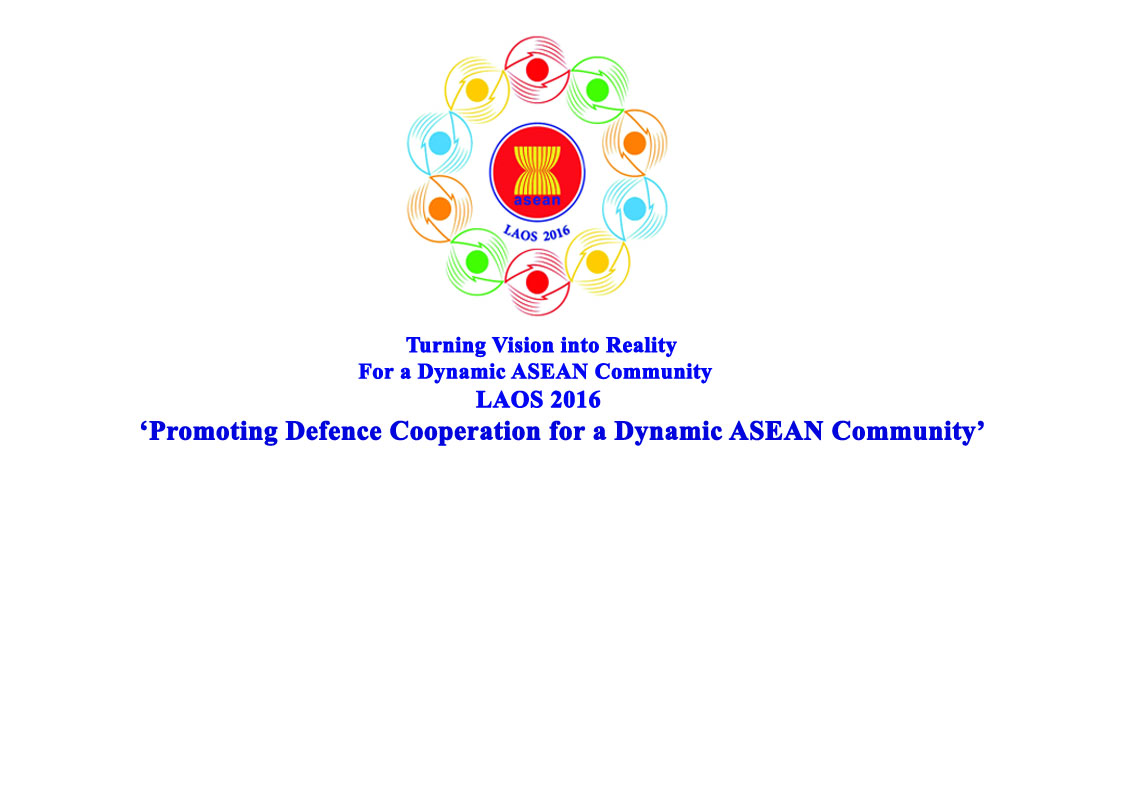 asean
LAOS 2016
Turning Vision into Reality
For a Dynamic ASEAN Community
LAOS 2016
‘Promoting Defence Cooperation for a Dynamic ASEAN Community’